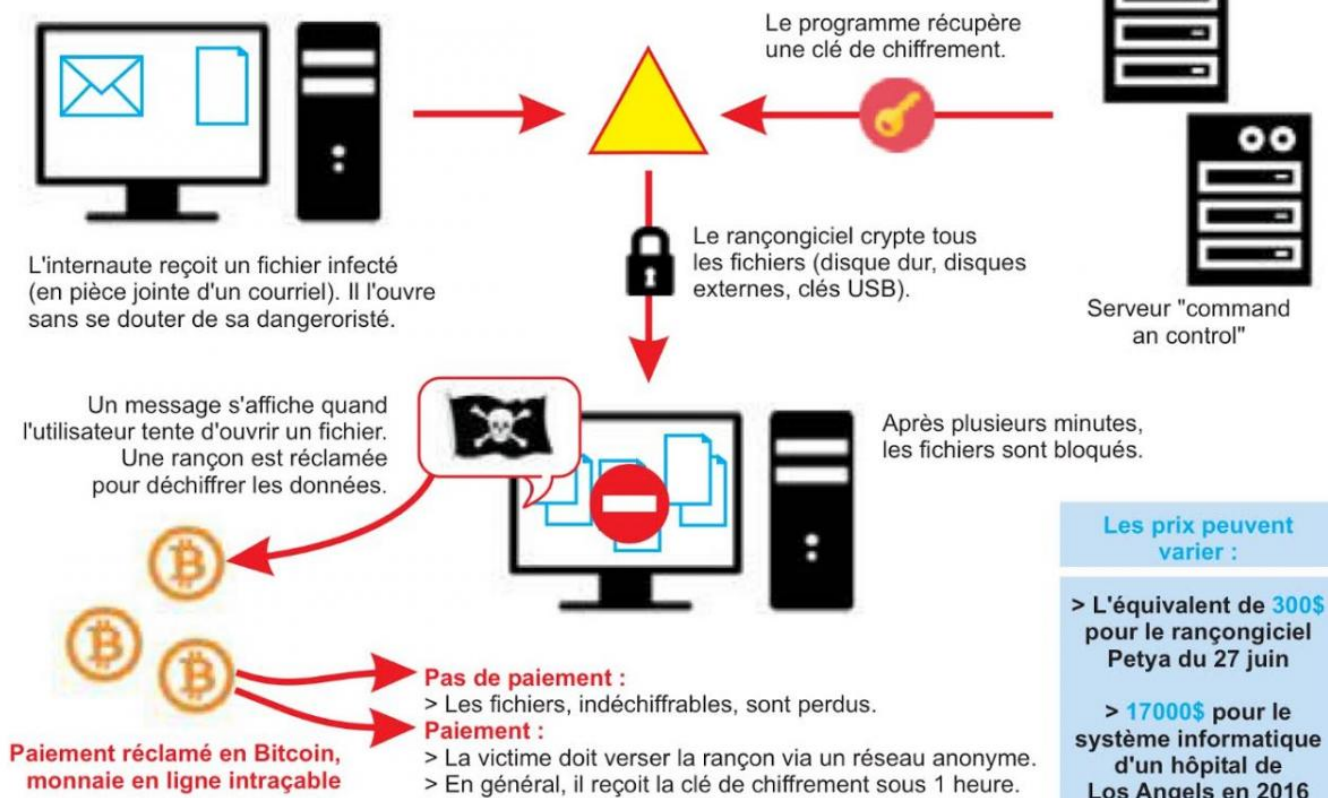 Le programme récupère
une clé de chiffrement.
L'internaute reçoit un fichier infecté
(en pièce jointe d'un courriel). Il l'ouvre
sans se douter de sa dangeroristé.
Le rançongiciel crypte tous
les fichiers (disque dur, disques
externes, clés USB).
Serveur "command
an control"
Un message s'affiche quand
l'utilisateur tente d'ouvrir un fichier.
Une rançon est réclamée
pour déchiffrer les données.
Après plusieurs minutes,
les fichiers sont bloqués.
Paiement réclamé en Bitcoin,
monnaie en ligne intraçable
Pas de paiement :
> Les fichiers, indéchiffrables, sont perdus.
Paiement :
> La victime doit verser la rançon via un réseau anonyme.
> En général, il reçoit la clé de chiffrement sous 1 heure.
Les prix peuvent
varier :
> L'équivalent de 300$
pour le rançongiciel
Petya du 27 juin
> 17000$ pour le
système informatique
d'un hôpital de
Los Angels en 2016